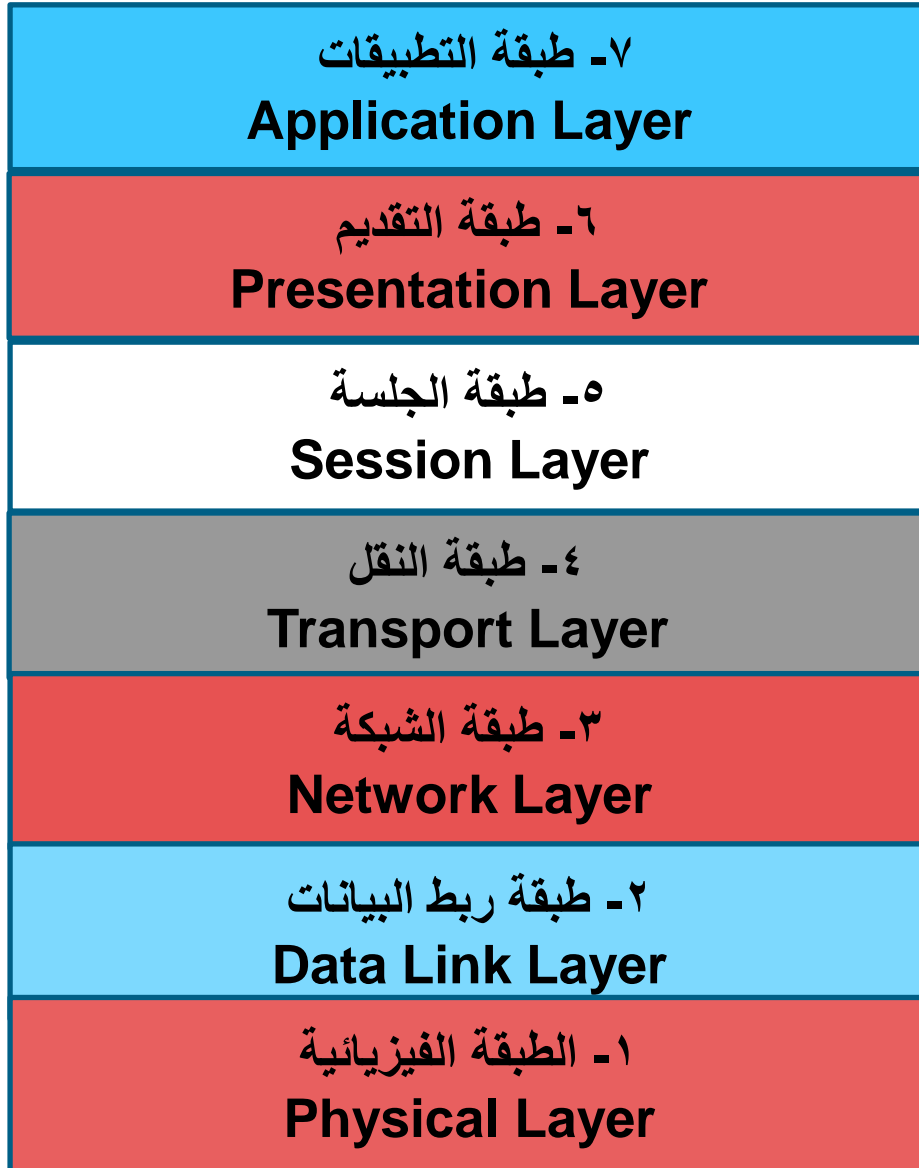 ٧- طبقة التطبيقات
Application Layer
٦- طبقة التقديم
Presentation Layer
٥- طبقة الجلسة
Session Layer
٤- طبقة النقل
Transport Layer
٣- طبقة الشبكة
Network Layer
٢- طبقة ربط البيانات
Data Link Layer
١- الطبقة الفيزيائية
Physical Layer